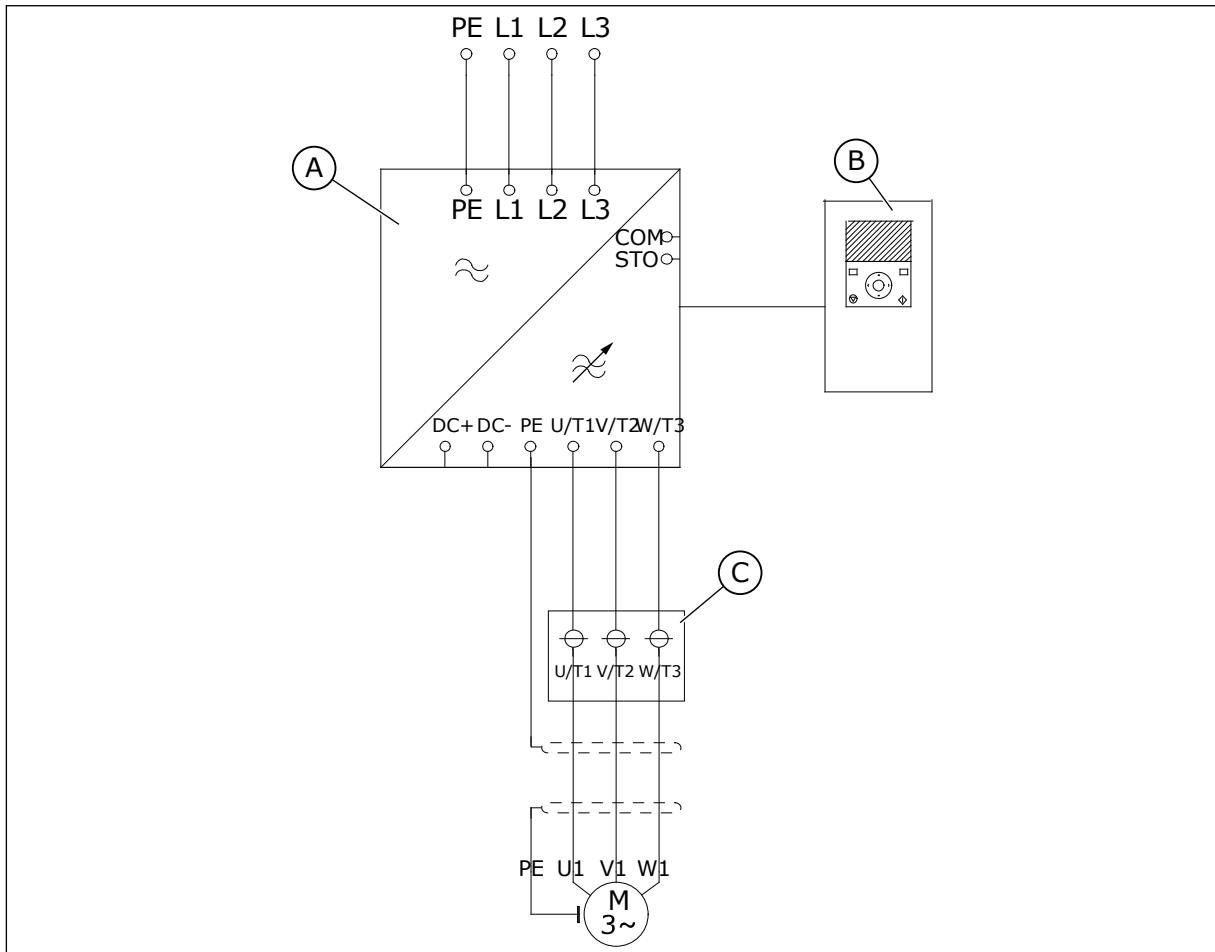 PE L1 L2 L3
A
B
PE L1 L2 L3
COM
STO
DC+ DC- PE U/T1 V/T2 W/T3
C
U/T1 V/T2 W/T3
PE U1 V1 W1
M
3~